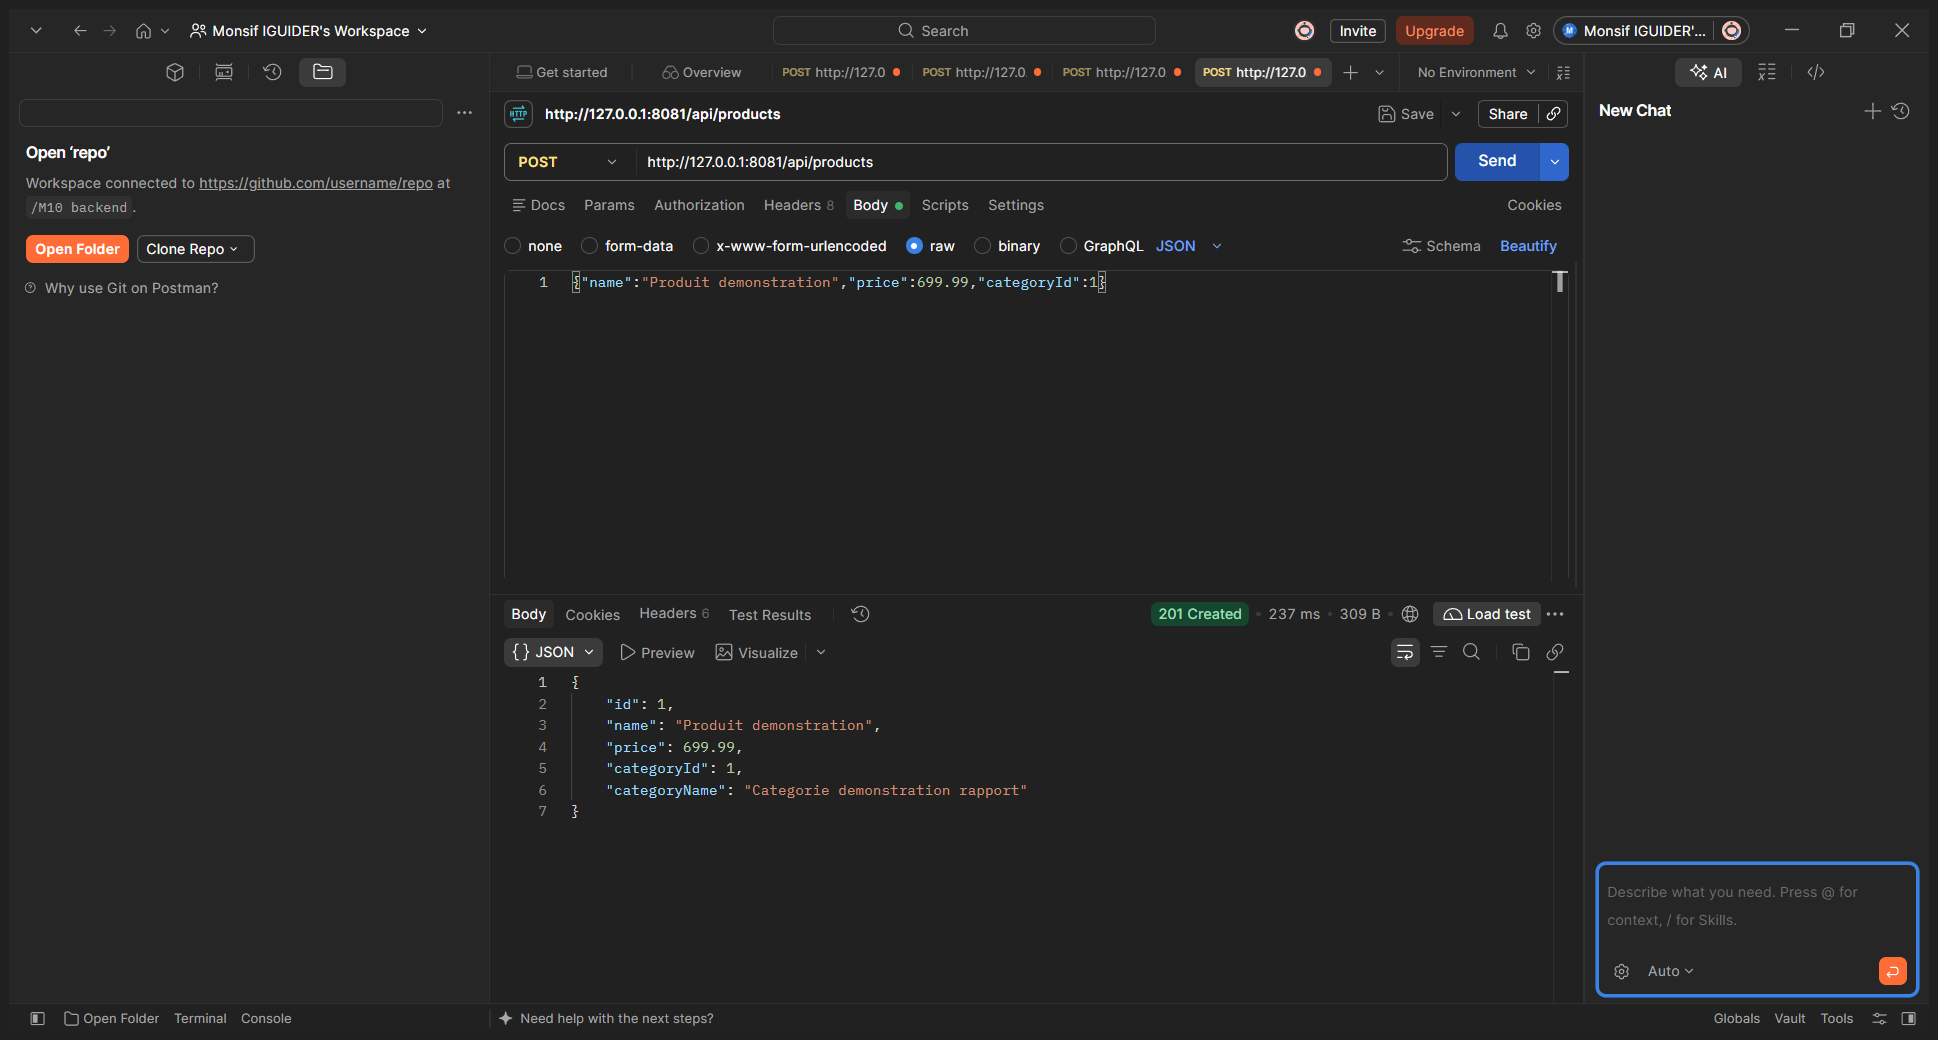 Monsif IGUIDER's Workspace
Search
Invite
Upgrade
M Monsif IGUIDER'...
Get started
Overview
POST http://127.0
POST http://127.0.
POST http://127.0
POST http://127.0
No Environment
AI
Open ‘repo’
Workspace connected to https://github.com/username/repo at
/M10 backend.
Open Folder
Clone Repo
Why use Git on Postman?
HTTP http://127.0.0.1:8081/api/products
Save
Share
POST
http://127.0.0.1:8081/api/products
Send
Docs
Params
Authorization
Headers 8
Body
Scripts
Settings
Cookies
none
form-data
x-www-form-urlencoded
raw
binary
GraphQL
JSON
Schema
Beautify
1 {"name":"Produit demonstration","price":699.99,"categoryId":1}
Body
Cookies
Headers 6
Test Results
201 Created
237 ms
309 B
Load test
{} JSON
Preview
Visualize
1 {
2 "id": 1,
3 "name": "Produit demonstration",
4 "price": 699.99,
5 "categoryId": 1,
6 "categoryName": "Categorie demonstration rapport"
7 }
New Chat
Describe what you need. Press @ for
context, / for Skills.
Auto
Open Folder
Terminal
Console
Need help with the next steps?
Globals
Vault
Tools